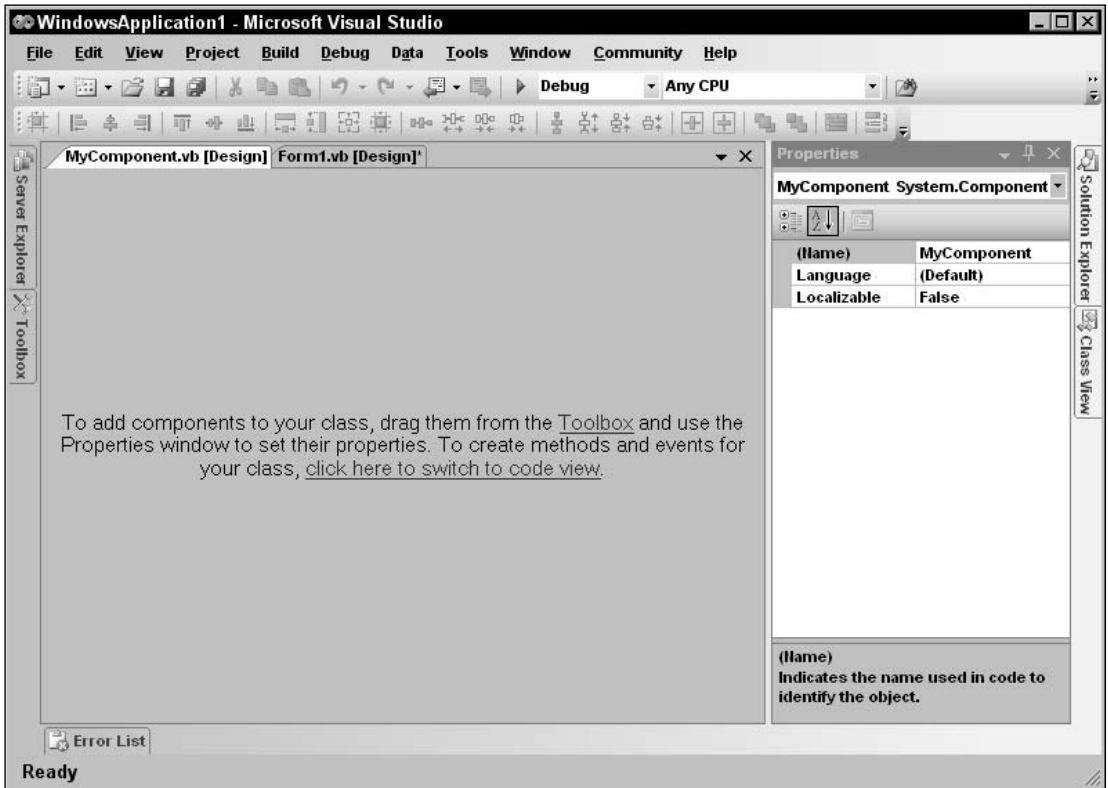 WindowsApplication1 - Microsoft Visual Studio
File Edit View Project Build Debug Data Tools Window Community Help
Debug Any CPU
MyComponent.vb [Design] Form1.vb [Design]*
Properties
MyComponent System.Component
(Name) MyComponent
Language (Default)
Localizable False
Server Explorer
Toolbox
Solution Explorer
Class View
To add components to your class, drag them from the Toolbox and use the
Properties window to set their properties. To create methods and events for
your class, click here to switch to code view.
(Name)
Indicates the name used in code to
identify the object.
Error List
Ready